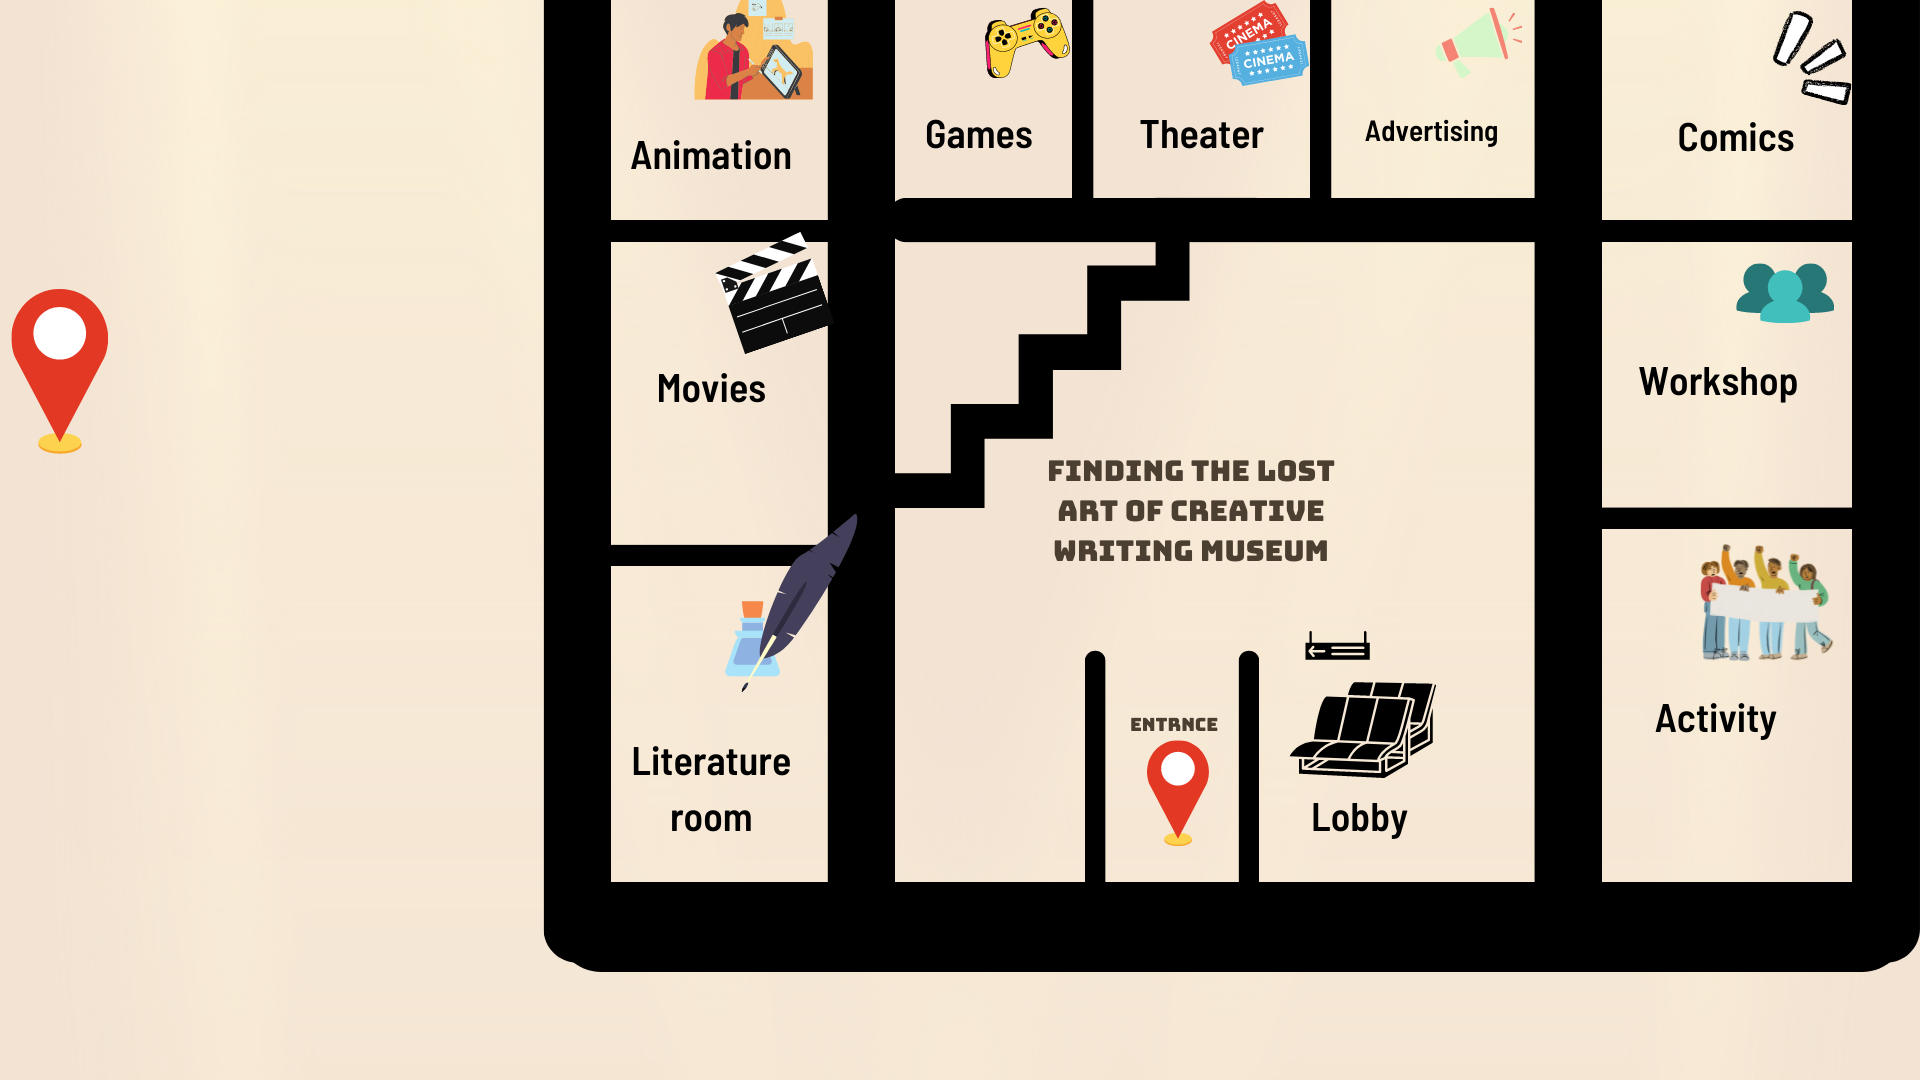 CINEMA
CINEMA
Games
Theater
Advertising
Comics
Animation
Movies
Workshop
FINDING THE LOST
ART OF CREATIVE
WRITING MUSEUM
Literature
room
ENTRNCE
Lobby
Activity